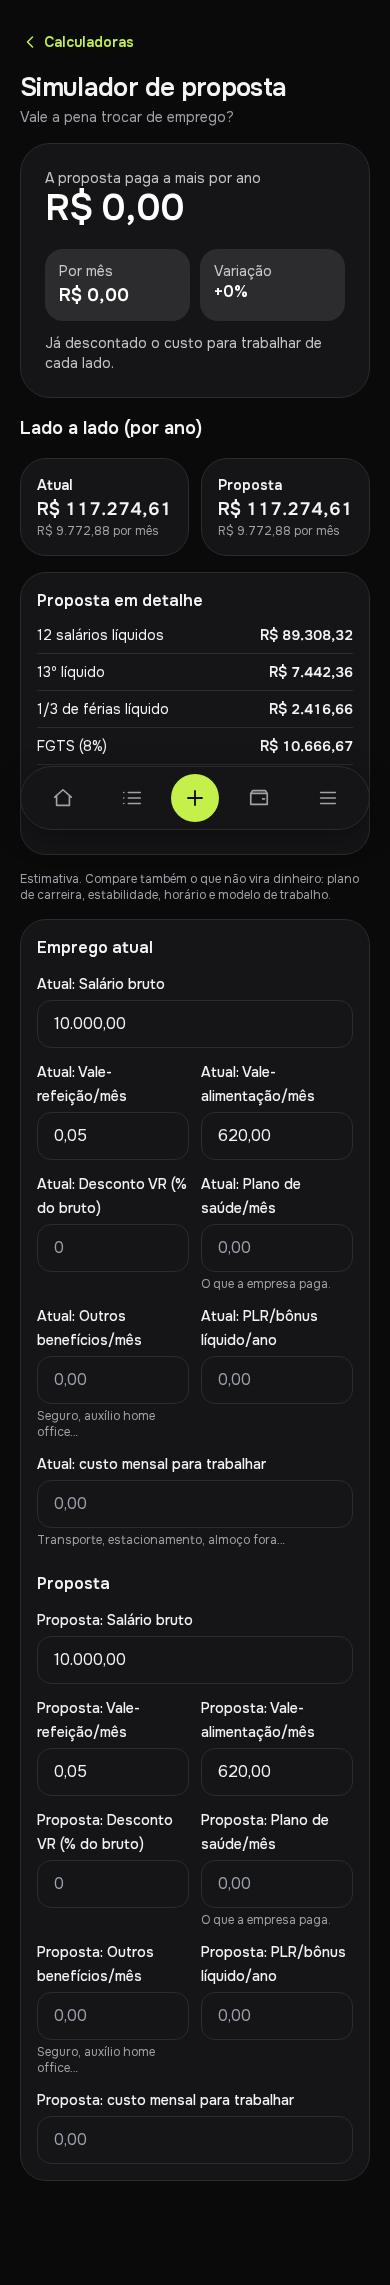 Calculadoras
Simulador de proposta
Vale a pena trocar de emprego?
A proposta paga a mais por ano
R$ 0,00
Por mês
R$ 0,00
Variação
+0%
Já descontado o custo para trabalhar de
cada lado.
Lado a lado (por ano)
Atual
R$ 117.274,61
R$ 9.772,88 por mês
Proposta
R$ 117.274,61
R$ 9.772,88 por mês
Proposta em detalhe
12 salários líquidos R$ 89.308,32
13º líquido R$ 7.442,36
1/3 de férias líquido R$ 2.416,66
FGTS (8%) R$ 10.666,67
Estimativa. Compare também o que não vira dinheiro: plano
de carreira, estabilidade, horário e modelo de trabalho.
Emprego atual
Atual: Salário bruto
10.000,00
Atual: Vale-
refeição/mês
0,05
Atual: Vale-
alimentação/mês
620,00
Atual: Desconto VR (%
do bruto)
0
Atual: Plano de
saúde/mês
0,00
O que a empresa paga.
Atual: Outros
benefícios/mês
0,00
Seguro, auxílio home
office...
Atual: PLR/bônus
líquido/ano
0,00
Atual: custo mensal para trabalhar
0,00
Transporte, estacionamento, almoço fora...
Proposta
Proposta: Salário bruto
10.000,00
Proposta: Vale-
refeição/mês
0,05
Proposta: Vale-
alimentação/mês
620,00
Proposta: Desconto
VR (% do bruto)
0
Proposta: Plano de
saúde/mês
0,00
O que a empresa paga.
Proposta: Outros
benefícios/mês
0,00
Seguro, auxílio home
office...
Proposta: PLR/bônus
líquido/ano
0,00
Proposta: custo mensal para trabalhar
0,00